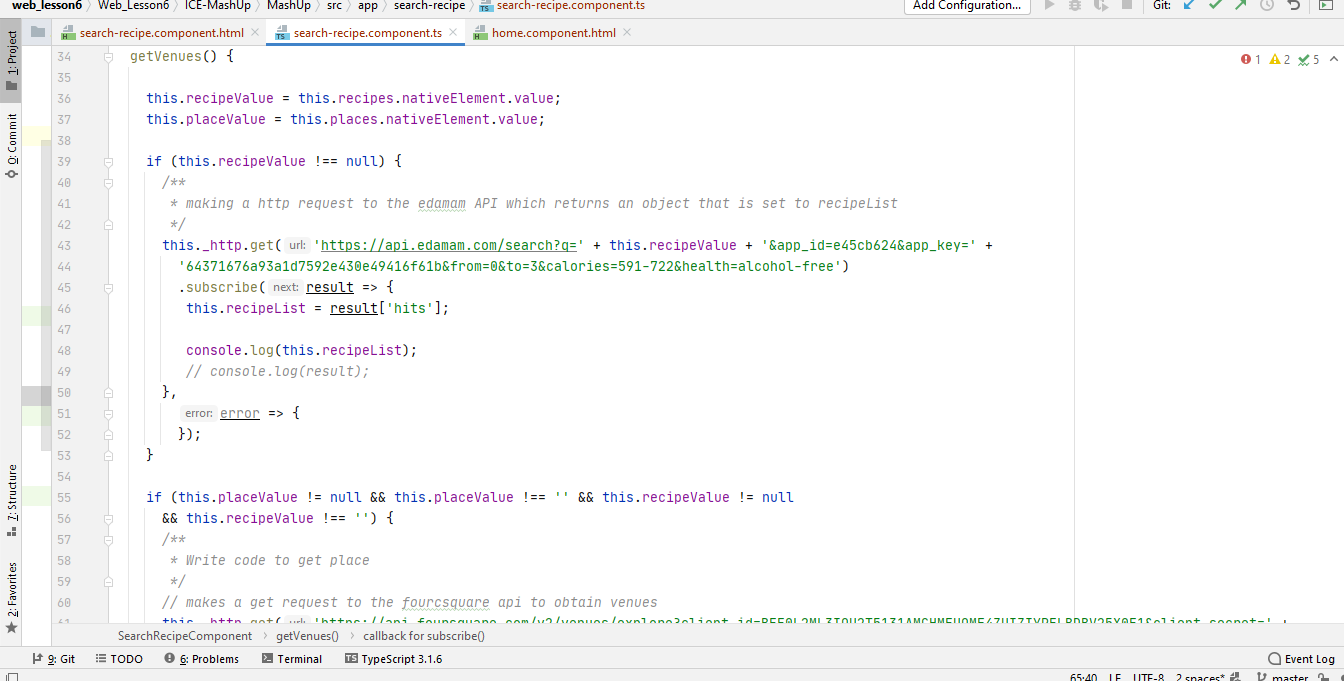 web_lesson6 Web_Lesson6 ICE-MashUp MashUp src app search-recipe search-recipe.component.ts Add Configuration... Git:
search-recipe.component.html search-recipe.component.ts home.component.html
1: Project
0: Commit
7: Structure
2: Favorites
1 2 5
34 getVenues() {
35
36 this.recipeValue = this.recipes.nativeElement.value;
37 this.placeValue = this.places.nativeElement.value;
38
39 if (this.recipeValue !== null) {
40 /**
41 * making a http request to the edamam API which returns an object that is set to recipeList
42 */
43 this._http.get( url: 'https://api.edamam.com/search?q=' + this.recipeValue + '&app_id=e45cb624&app_key=' +
44 '64371676a93a1d7592e430e49416f61b&from=0&to=3&calories=591-722&health=alcohol-free')
45 .subscribe( next: result => {
46 this.recipeList = result['hits'];
47
48 console.log(this.recipeList);
49 // console.log(result);
50 },
51 error: error => {
52 });
53 }
54
55 if (this.placeValue != null && this.placeValue !== '' && this.recipeValue != null
56 && this.recipeValue !== '') {
57 /**
58 * Write code to get place
59 */
60 // makes a get request to the fourcsquare api to obtain venues
SearchRecipeComponent getVenues() callback for subscribe()
9: Git TODO 6: Problems Terminal TypeScript 3.1.6 Event Log
65:40 LF UTF-8 2 spaces* master